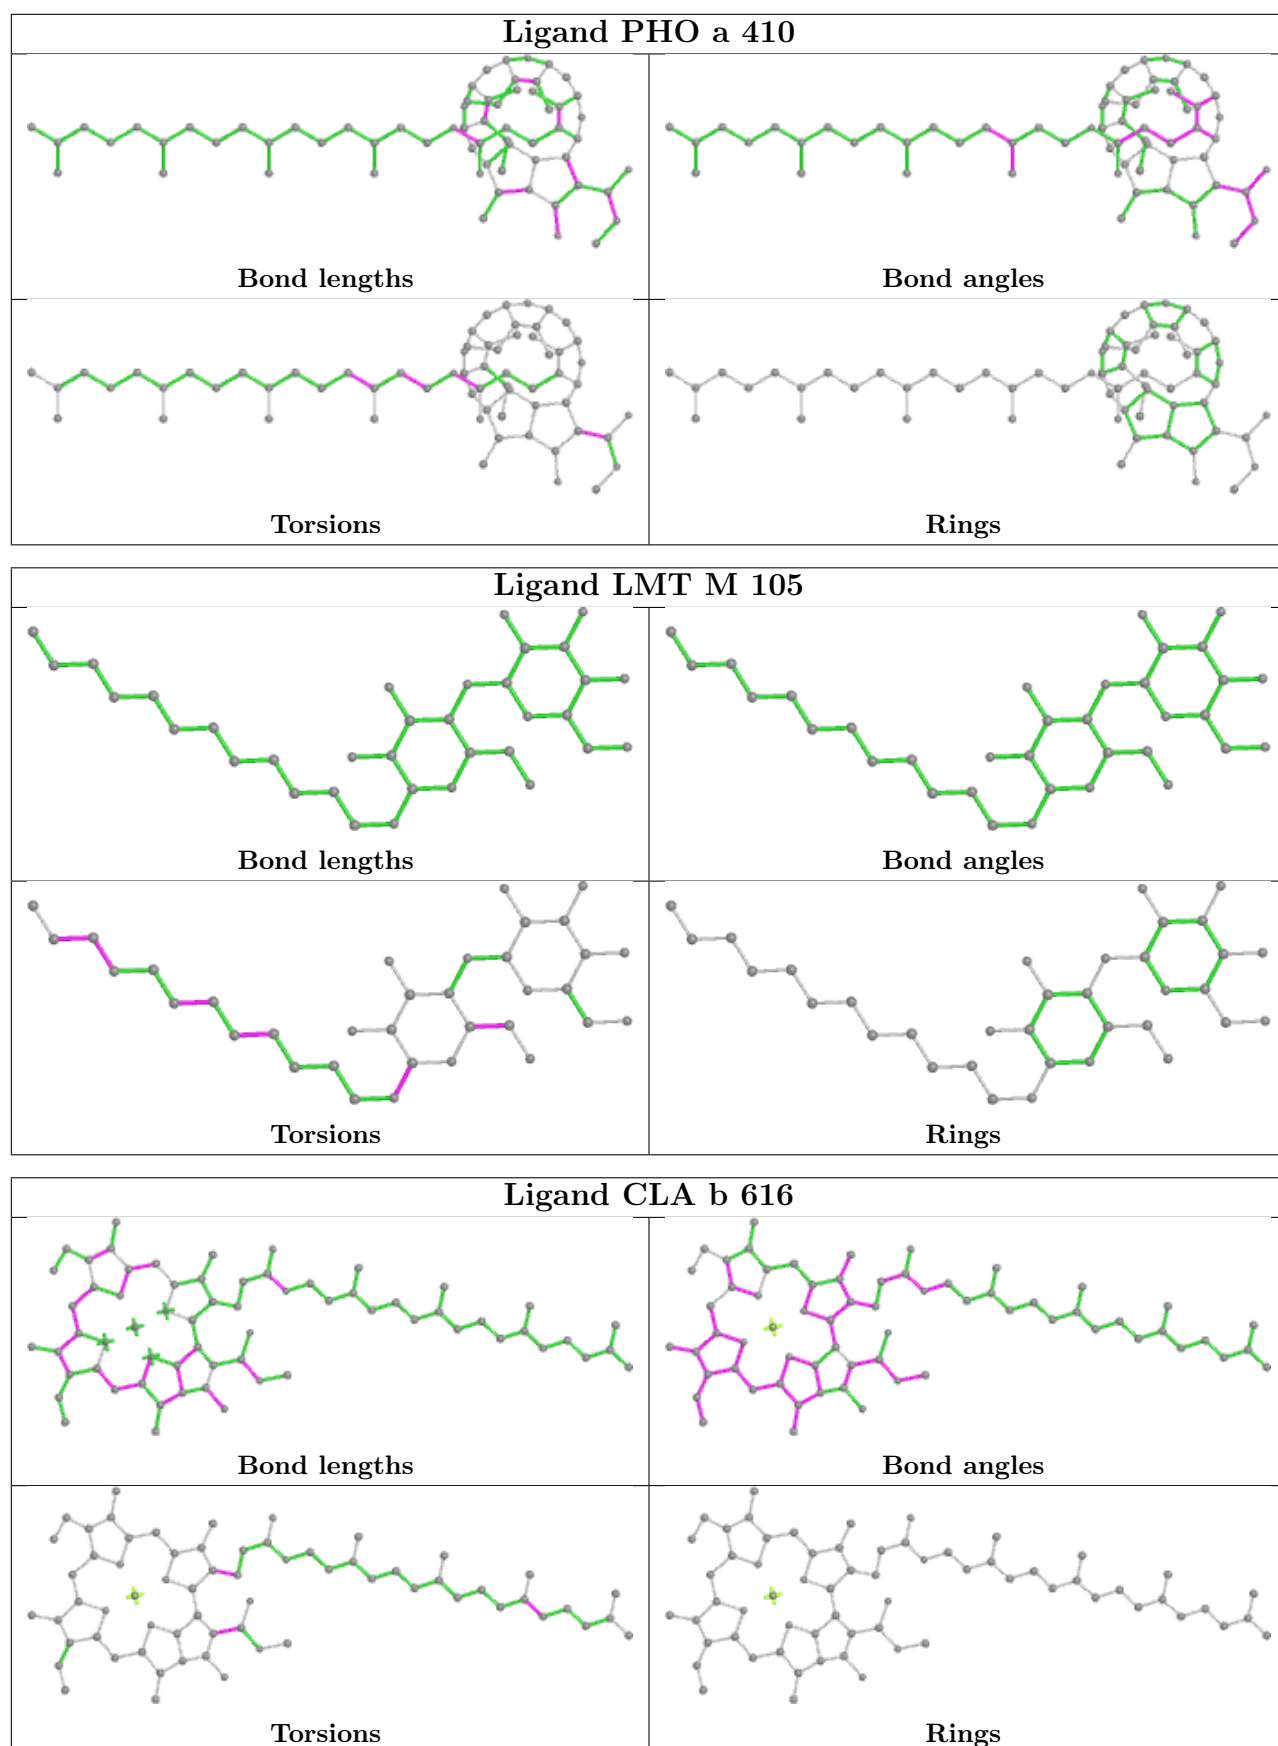 Ligand PHO a 410
Bond lengths
Bond angles
Torsions
Rings
Ligand LMT M 105
Bond lengths
Bond angles
Torsions
Rings
Ligand CLA b 616
Bond lengths
Bond angles
Torsions
Rings